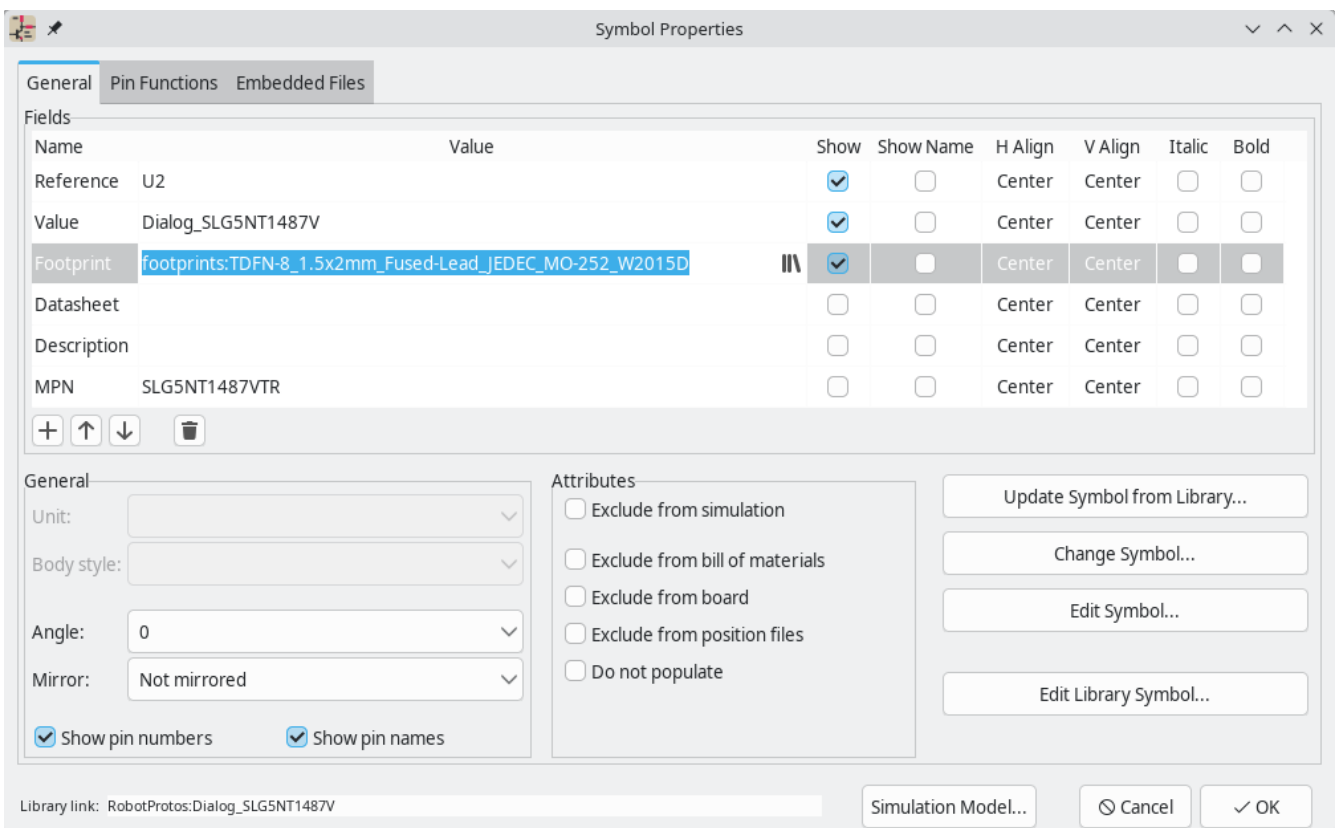 Symbol Properties
General Pin Functions Embedded Files
Fields
Name Value Show Show Name H Align V Align Italic Bold
Reference U2 Center Center
Value Dialog_SLG5NT1487V Center Center
Footprint footprints:TDFN-8_1.5x2mm_Fused-Lead_JEDEC_MO-252_W2015D Center Center
Datasheet Center Center
Description Center Center
MPN SLG5NT1487VTR Center Center
General
Unit:
Body style:
Angle: 0
Mirror: Not mirrored
Show pin numbers Show pin names
Attributes
Exclude from simulation
Exclude from bill of materials
Exclude from board
Exclude from position files
Do not populate
Update Symbol from Library...
Change Symbol...
Edit Symbol...
Edit Library Symbol...
Library link: RobotProtos:Dialog_SLG5NT1487V
Simulation Model... Cancel OK